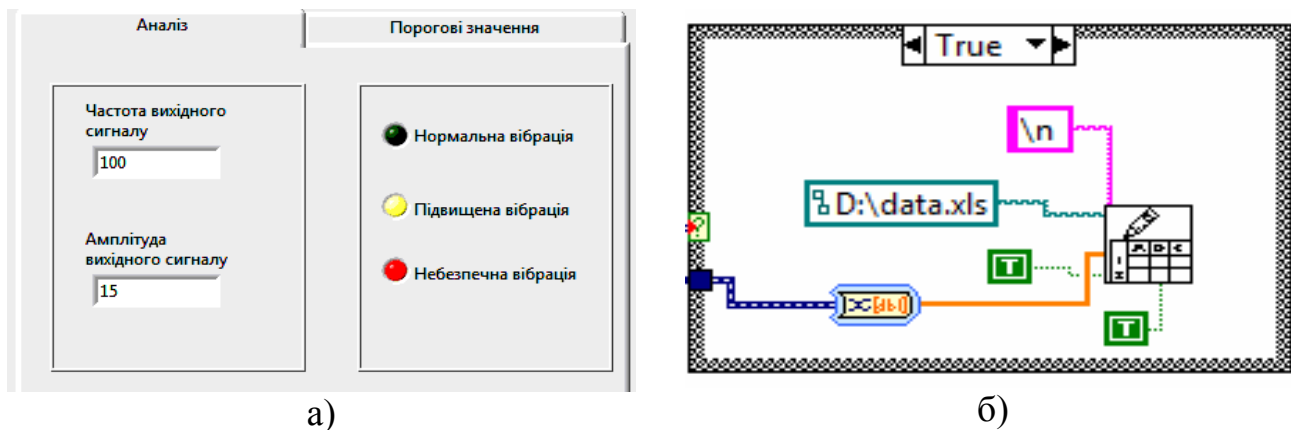 Аналіз
Порогові значення
Частота вихідного
сигналу
100
Амплітуда
вихідного сигналу
15
Нормальна вібрація
Підвищена вібрація
Небезпечна вібрація
а)
True
\n
D:\data.xls
?
T
T
б)